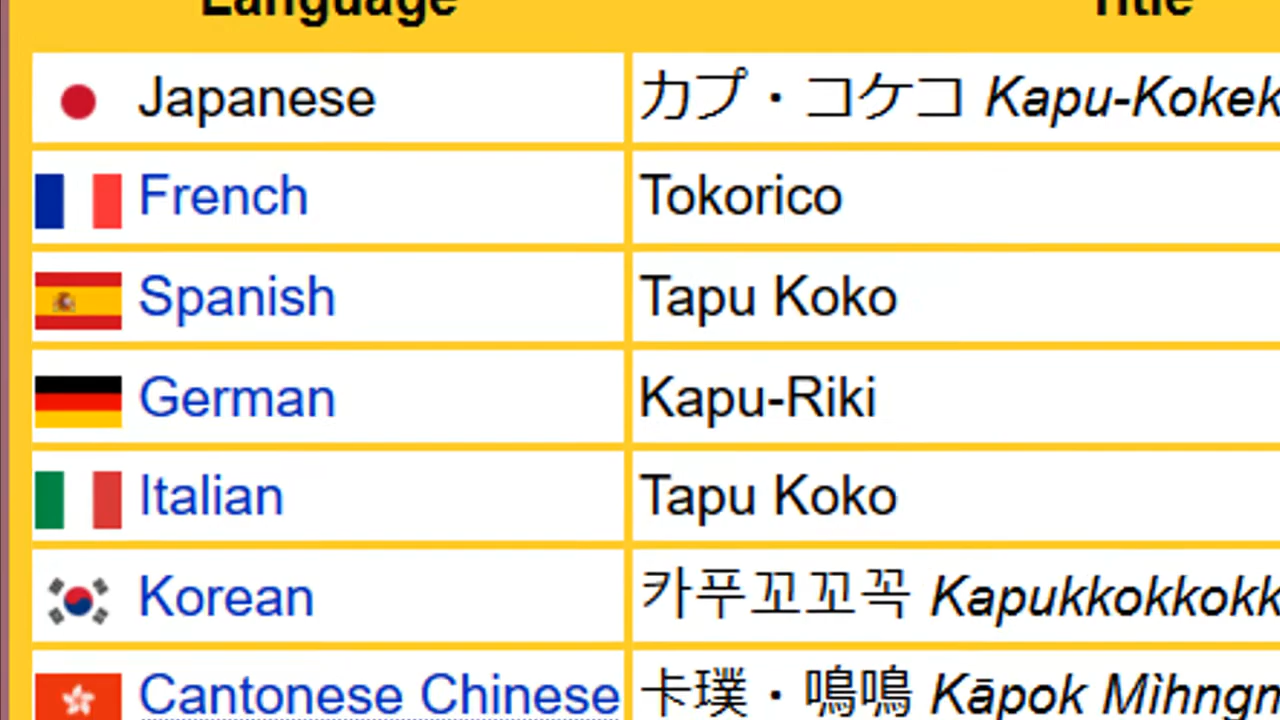 Language Title
Japanese カプ・コケコ Kapu-Kokek
French Tokorico
Spanish Tapu Koko
German Kapu-Riki
Italian Tapu Koko
Korean 카푸꼬꼬꼭 Kapukkokkokk
Cantonese Chinese 卡璞・鳴鳴 Kāpok Mìhngm